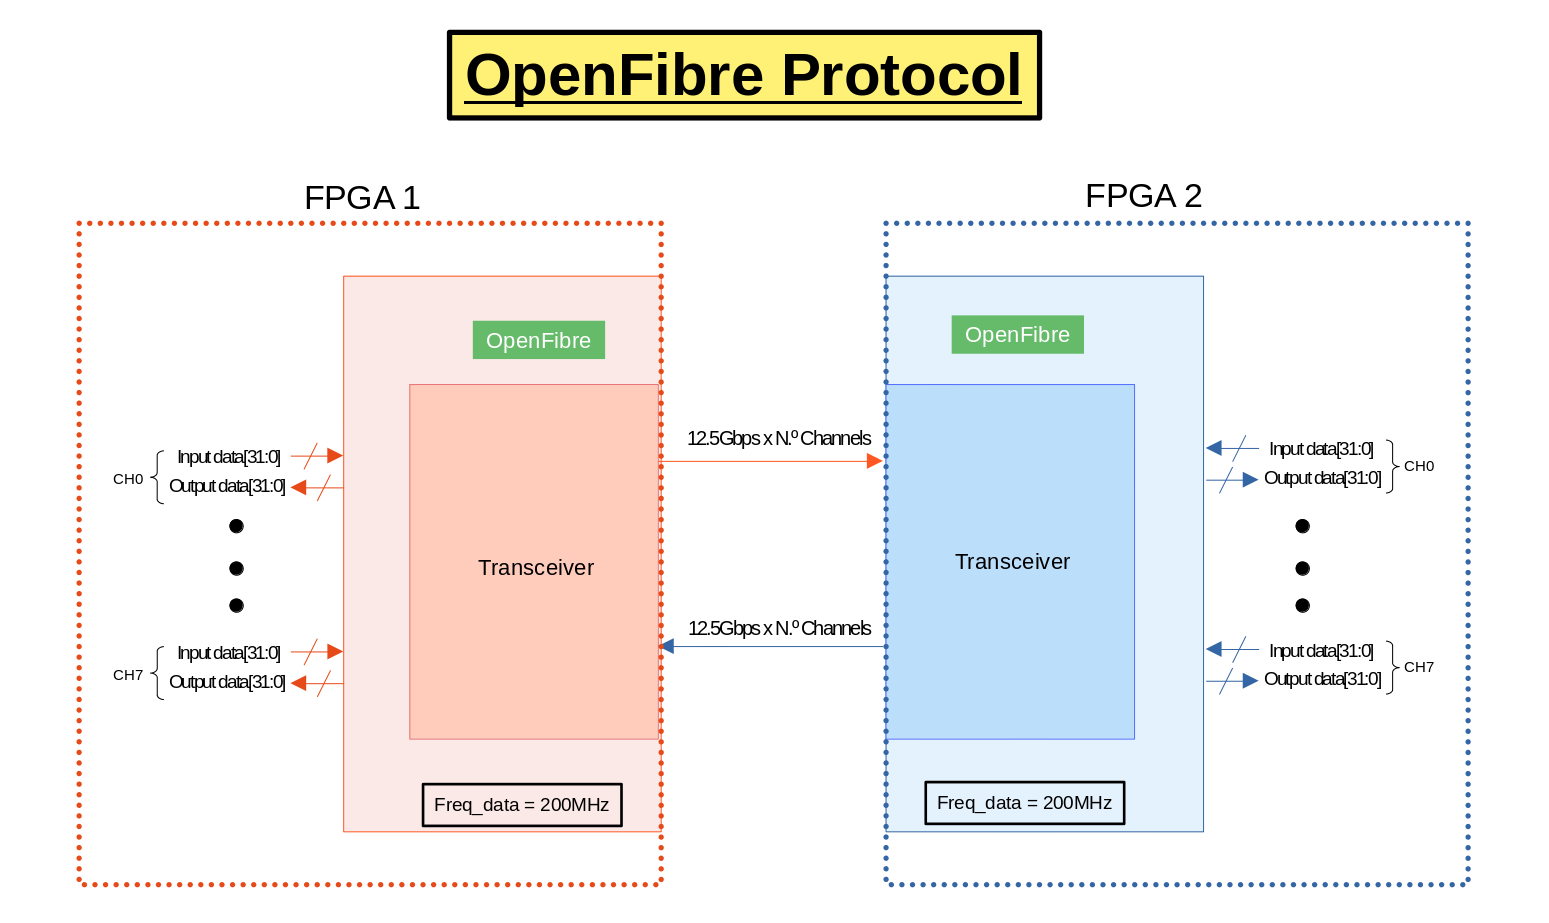 OpenFibre Protocol
FPGA 1
FPGA 2
OpenFibre
OpenFibre
12.5Gbps x N.º Channels
CH0
Input data[31:0]
Output data[31:0]
Input data[31:0]
Output data[31:0]
CH0
Transceiver
Transceiver
12.5Gbps x N.º Channels
CH7
Input data[31:0]
Output data[31:0]
Input data[31:0]
Output data[31:0]
CH7
Freq_data = 200MHz
Freq_data = 200MHz